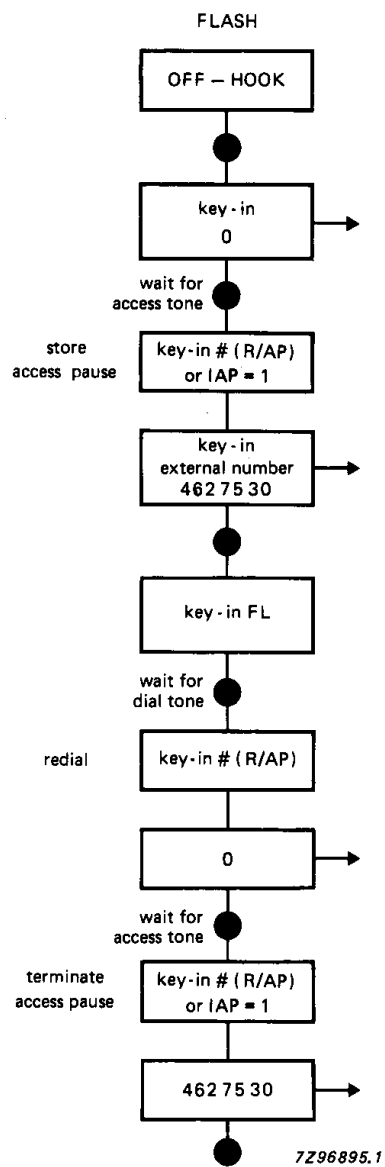 FLASH
OFF – HOOK
key-in
0
wait for
access tone
store
access pause
key-in # (R/AP)
or IAP = 1
key-in
external number
462 75 30
key-in FL
wait for
dial tone
redial
key-in # (R/AP)
0
wait for
access tone
terminate
access pause
key-in # (R/AP)
or IAP = 1
462 75 30
7Z96895.1